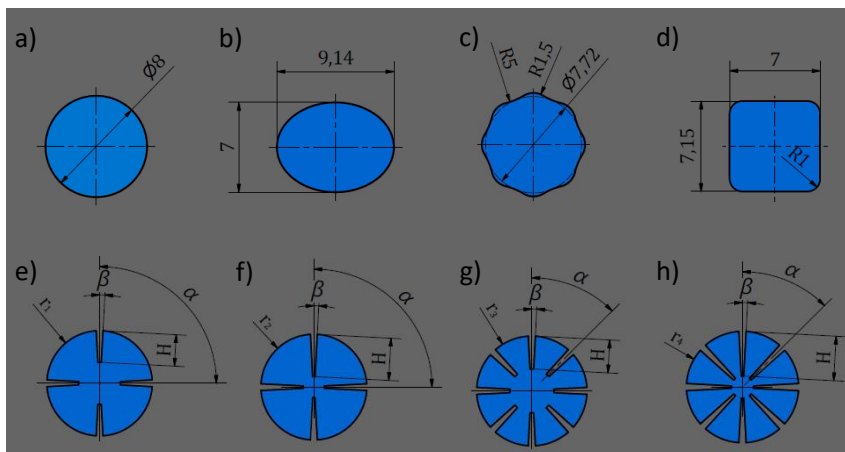 a)
Ø8
b)
9,14
7
c)
R5
R1,5
Ø7,72
d)
7
7,15
R1
e)
r1
β
α
H
f)
r2
β
α
H
g)
r3
β
α
H
h)
r4
β
α
H